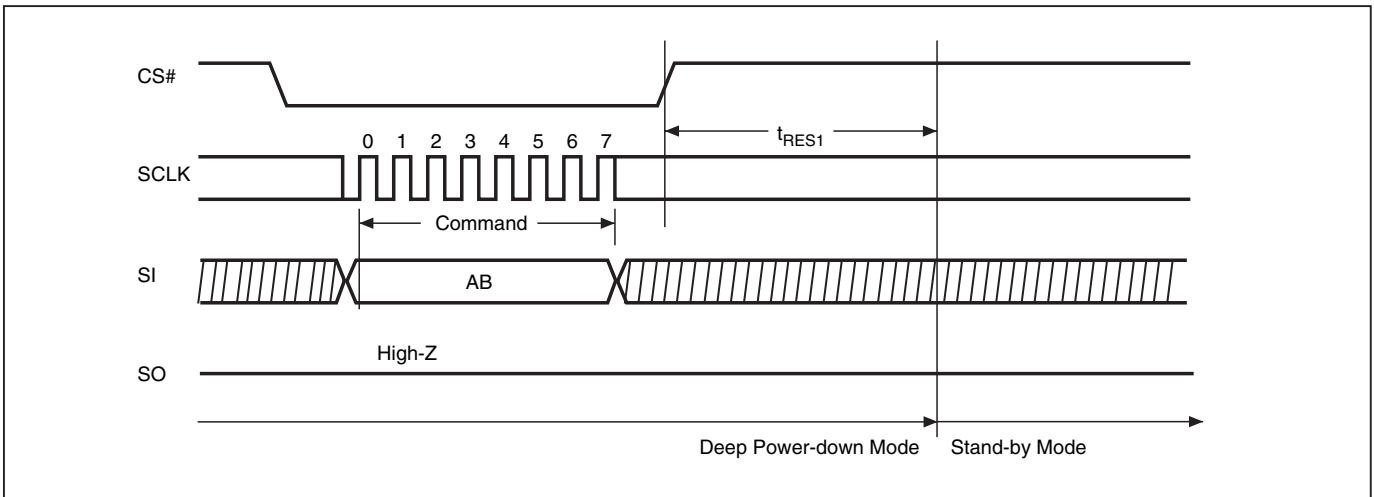 CS#
tRES1
0 1 2 3 4 5 6 7
SCLK
Command
SI
AB
High-Z
SO
Deep Power-down Mode Stand-by Mode